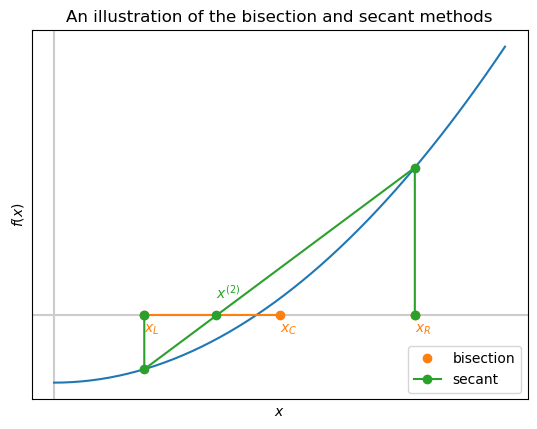 An illustration of the bisection and secant methods
f(x)
x^{(2)}
x_L
x_C
x_R
bisection
secant
x